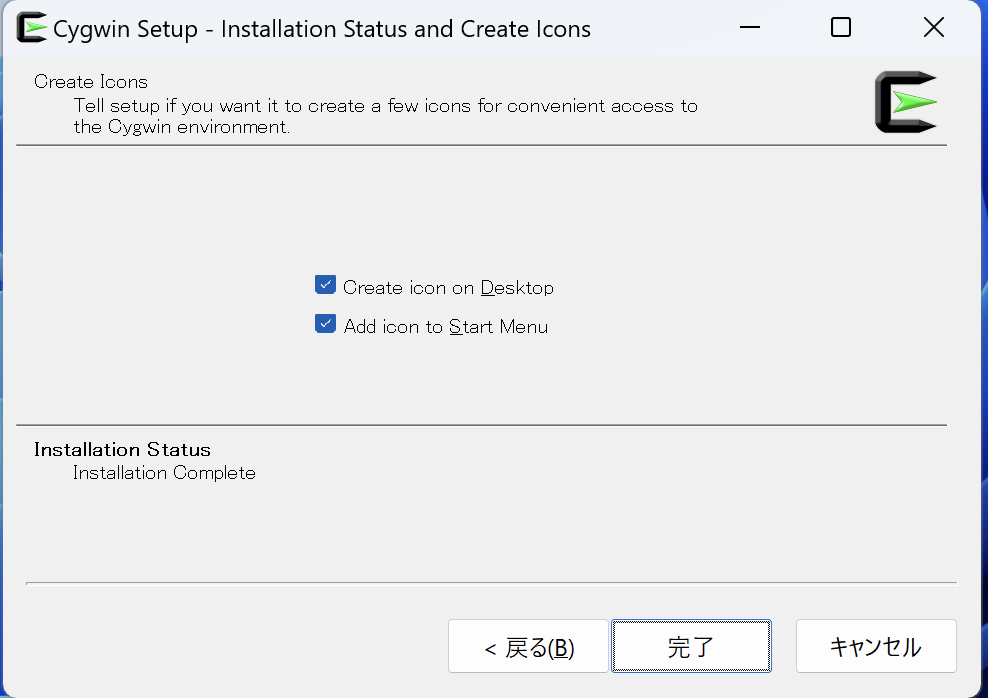 Cygwin Setup - Installation Status and Create Icons
Create Icons
Tell setup if you want it to create a few icons for convenient access to
the Cygwin environment.
Create icon on Desktop
Add icon to Start Menu
Installation Status
Installation Complete
< 戻る(B)
完了
キャンセル